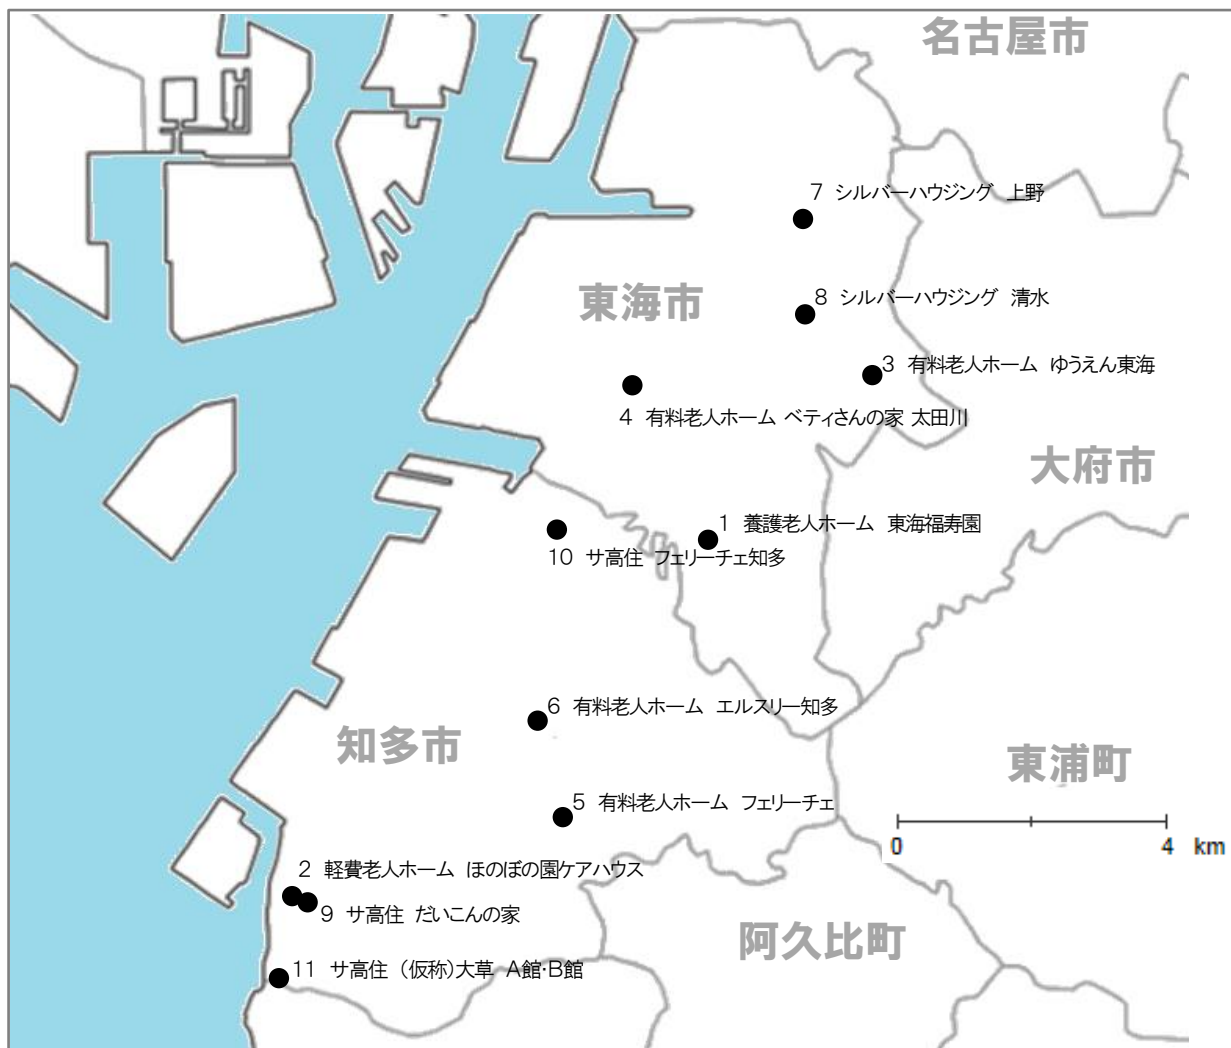 名古屋市
7 シルバーハウジング 上野
東海市
8 シルバーハウジング 清水
3 有料老人ホーム ゆうえん東海
4 有料老人ホーム ベティさんの家 太田川
大府市
1 養護老人ホーム 東海福寿園
10 サ高住 フェリーチェ知多
6 有料老人ホーム エルスリー知多
知多市
東浦町
5 有料老人ホーム フェリーチェ
0 4 km
2 軽費老人ホーム ほのぼの園ケアハウス
9 サ高住 だいこんの家
阿久比町
11 サ高住 (仮称)大草 A館・B館